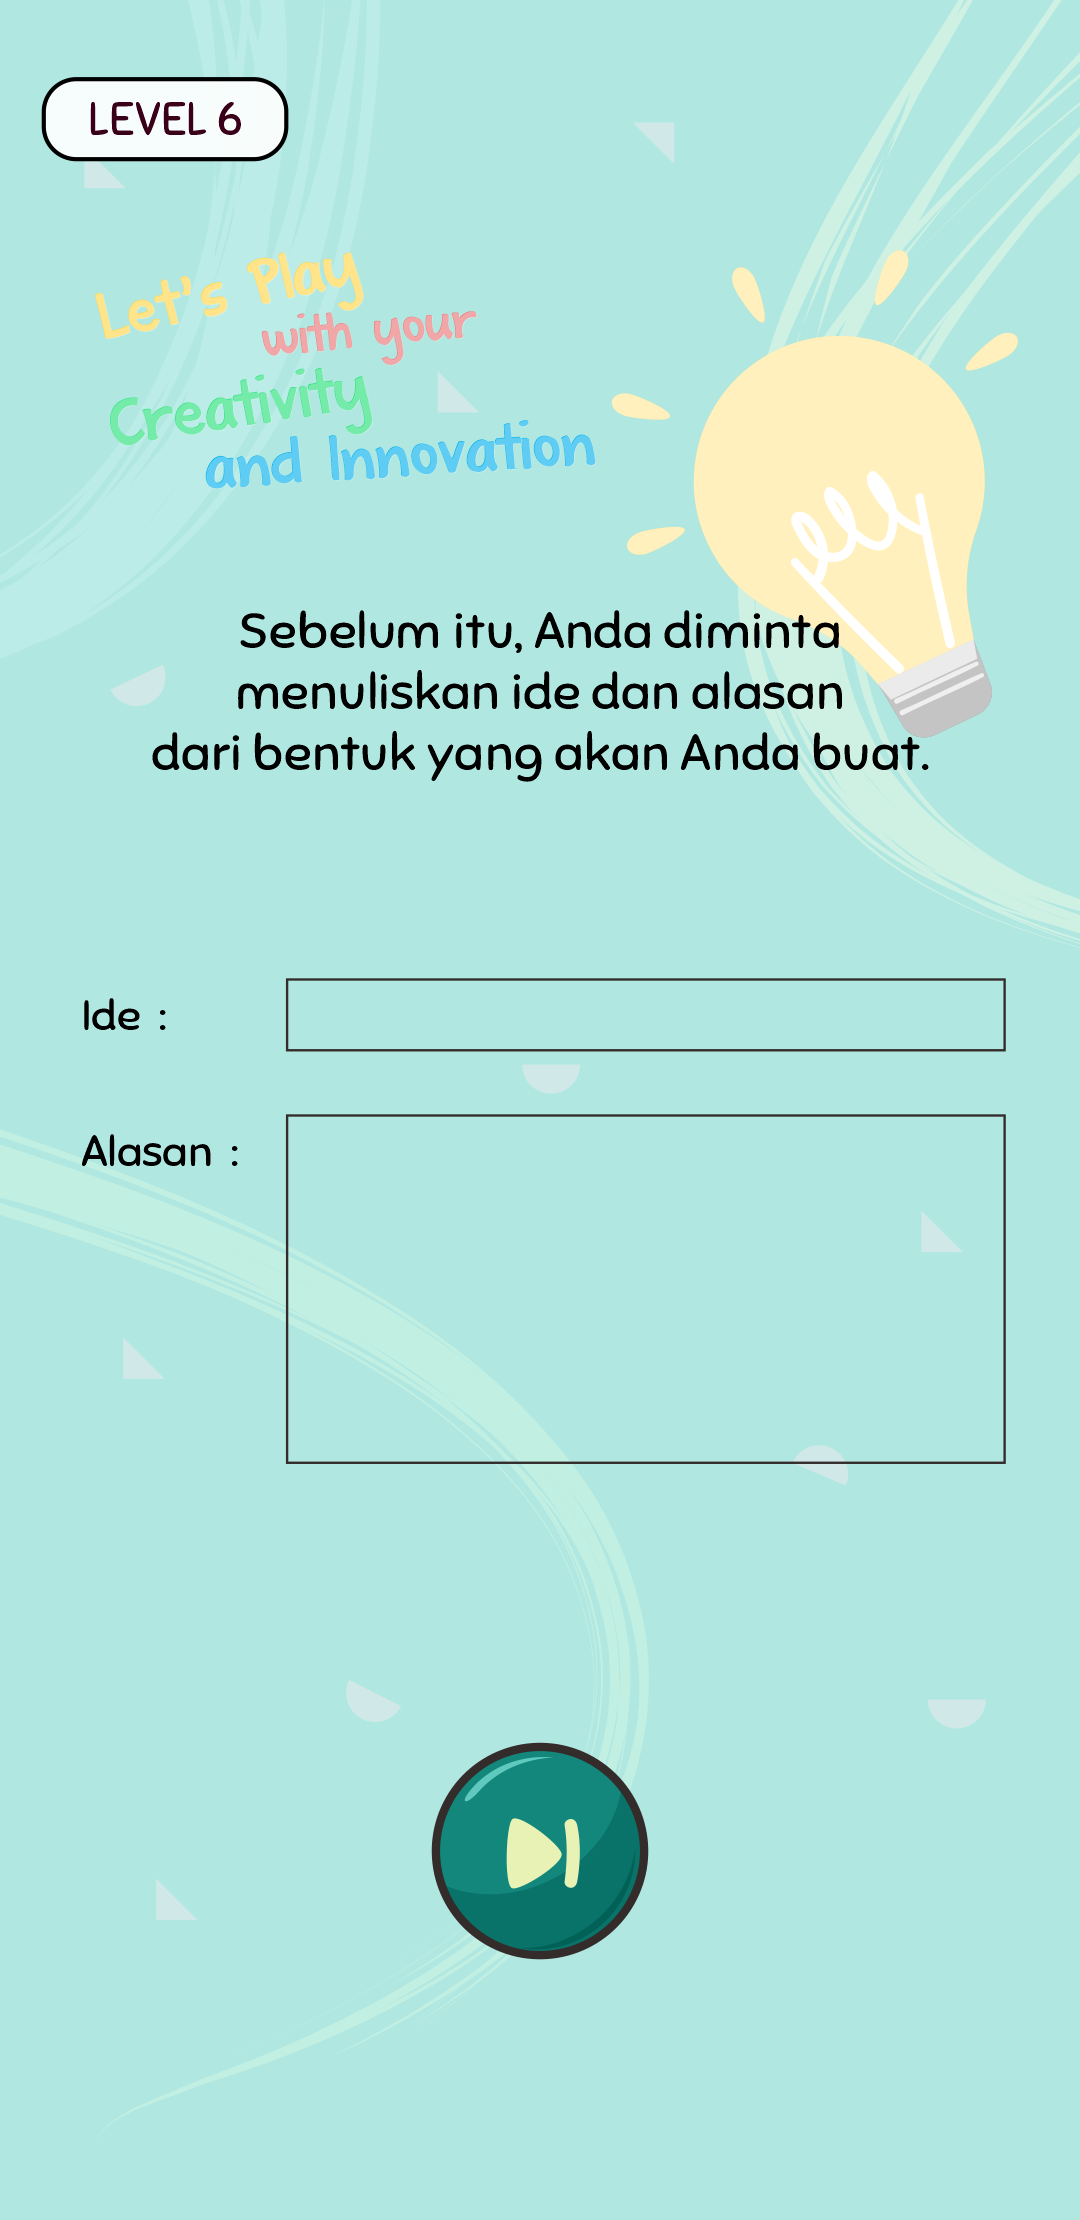 LEVEL 6
Let's Play
with your
Creativity
and Innovation
Sebelum itu, Anda diminta
menuliskan ide dan alasan
dari bentuk yang akan Anda buat.
Ide :
Alasan :